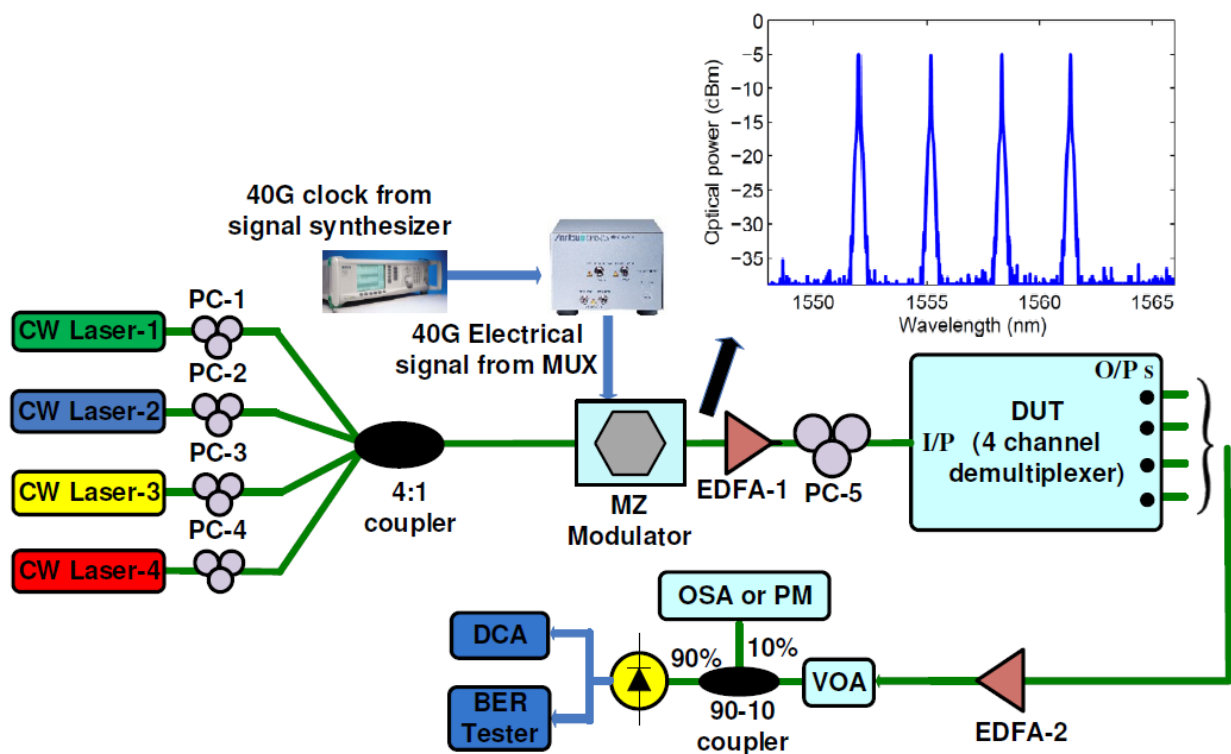 0
−5
−10
−15
−20
−25
−30
−35
Optical power (dBm)
1550
1555
1560
1565
Wavelength (nm)
40G clock from
signal synthesizer
Anritsu
40G Electrical
signal from MUX
PC-1
CW Laser-1
PC-2
CW Laser-2
PC-3
CW Laser-3
PC-4
CW Laser-4
4:1
coupler
MZ
Modulator
EDFA-1
PC-5
O/P s
DUT
I/P (4 channel
demultiplexer)
OSA or PM
DCA
90%
10%
BER
Tester
90-10
coupler
VOA
EDFA-2